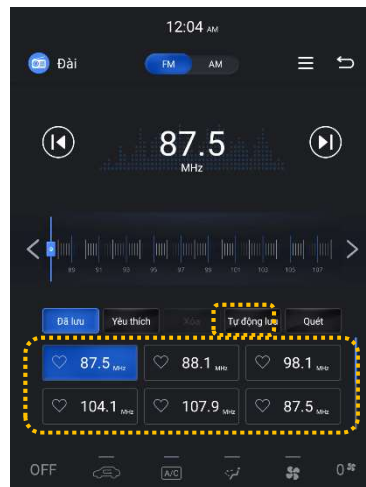 12:04 AM
Đài FM AM
87.5
MHz
89 91 93 95 97 99 101 103 105 107
Đã lưu Yêu thích Xóa Tự động lưu Quét
87.5 MHz 88.1 MHz 98.1 MHz
104.1 MHz 107.9 MHz 87.5 MHz
OFF A/C 0